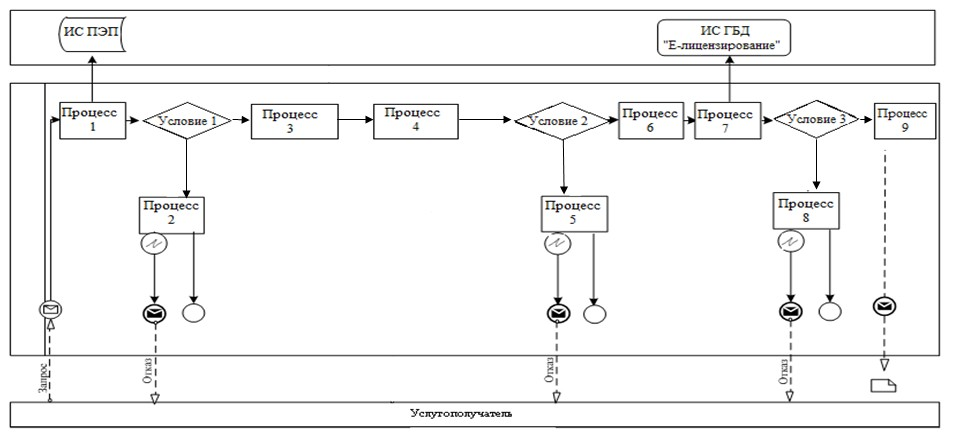 ИС ПЭП
ИС ГБД
"Е-лицензирование"
Процесс
1
Условие 1
Процесс
3
Процесс
4
Условие 2
Процесс
6
Процесс
7
Условие 3
Процесс
9
Процесс
2
Процесс
5
Процесс
8
Запрос
Отказ
Отказ
Отказ
Услугополучатель